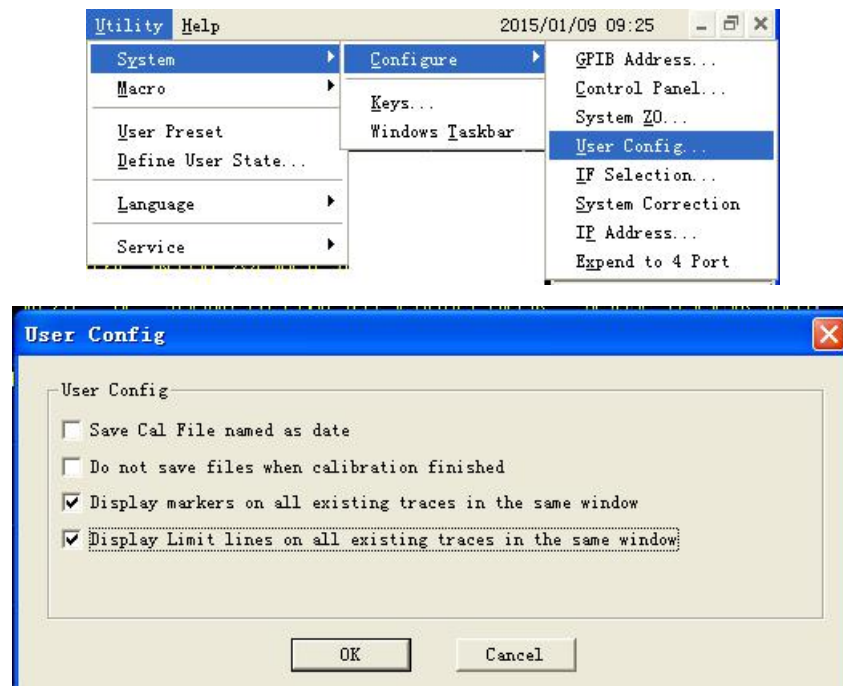 Utility Help 2015/01/09 09:25
System
Macro
User Preset
Define User State...
Language
Service
Configure
Keys...
Windows Taskbar
GPIB Address...
Control Panel...
System Z0...
User Config...
IF Selection...
System Correction
IP Address...
Expend to 4 Port
User Config
User Config
Save Cal File named as date
Do not save files when calibration finished
Display markers on all existing traces in the same window
Display Limit lines on all existing traces in the same window
OK Cancel